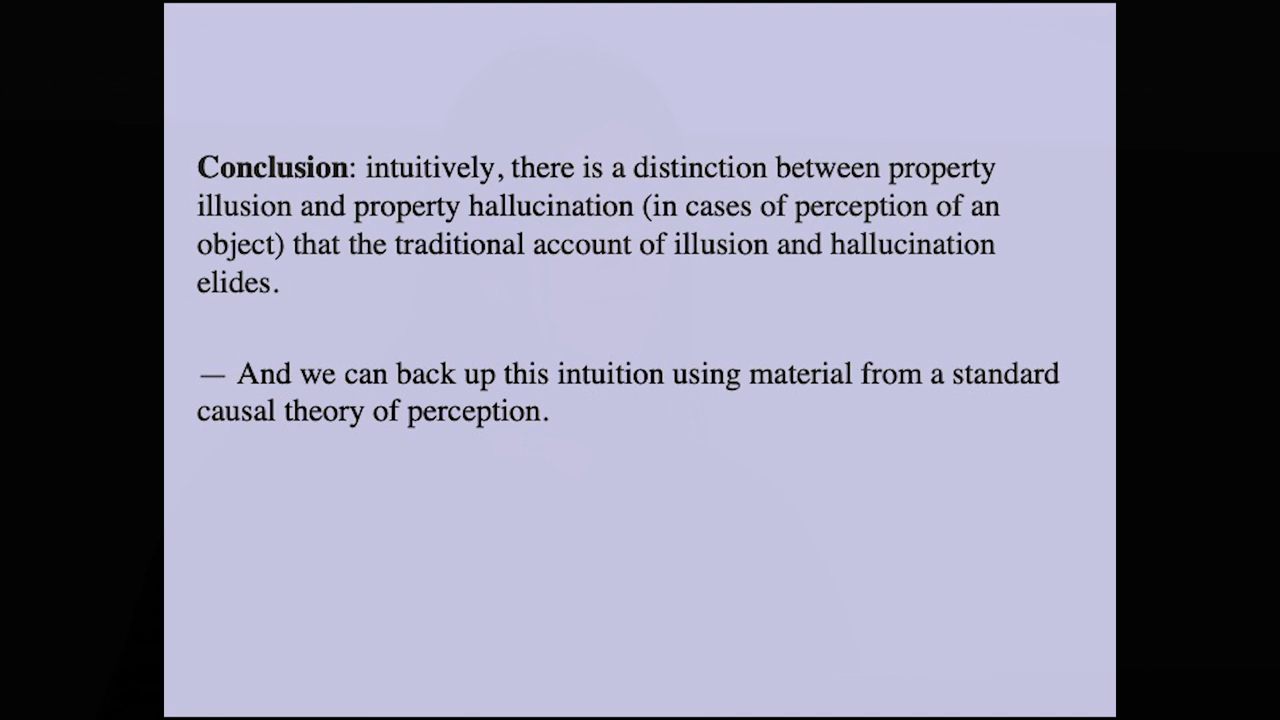 Conclusion: intuitively, there is a distinction between property
illusion and property hallucination (in cases of perception of an
object) that the traditional account of illusion and hallucination
elides.
— And we can back up this intuition using material from a standard
causal theory of perception.